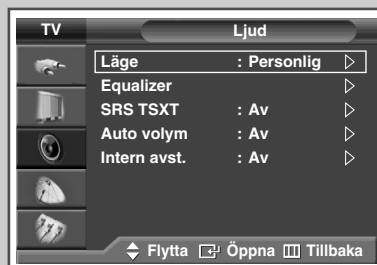 TV Ljud
Läge : Personlig
Equalizer
SRS TSXT : Av
Auto volym : Av
Intern avst. : Av
Flytta Öppna Tillbaka